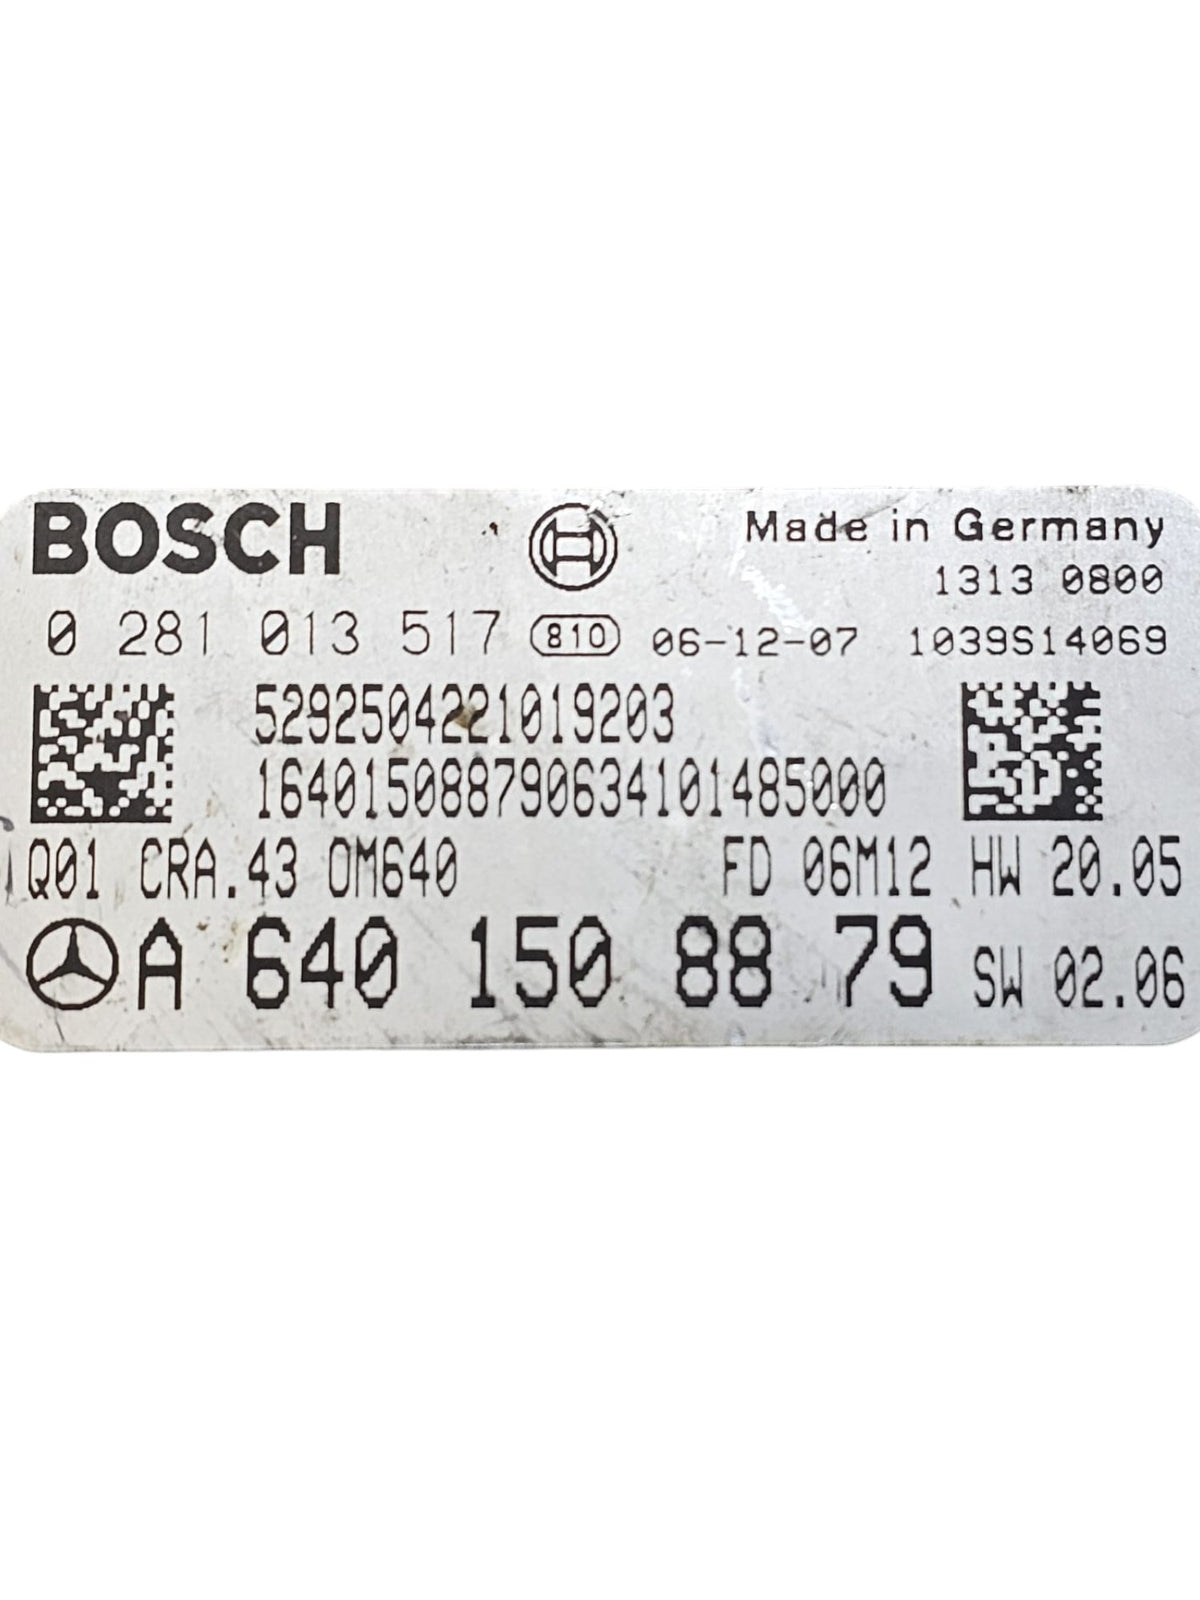 BOSCH Made in Germany
1313 0800
0 281 013 517 810 06-12-07 1039S14069
5292504221019203
164015088790634101485000
Q01 CRA.43 OM640 FD 06M12 HW 20.05
A 640 150 88 79 SW 02.06